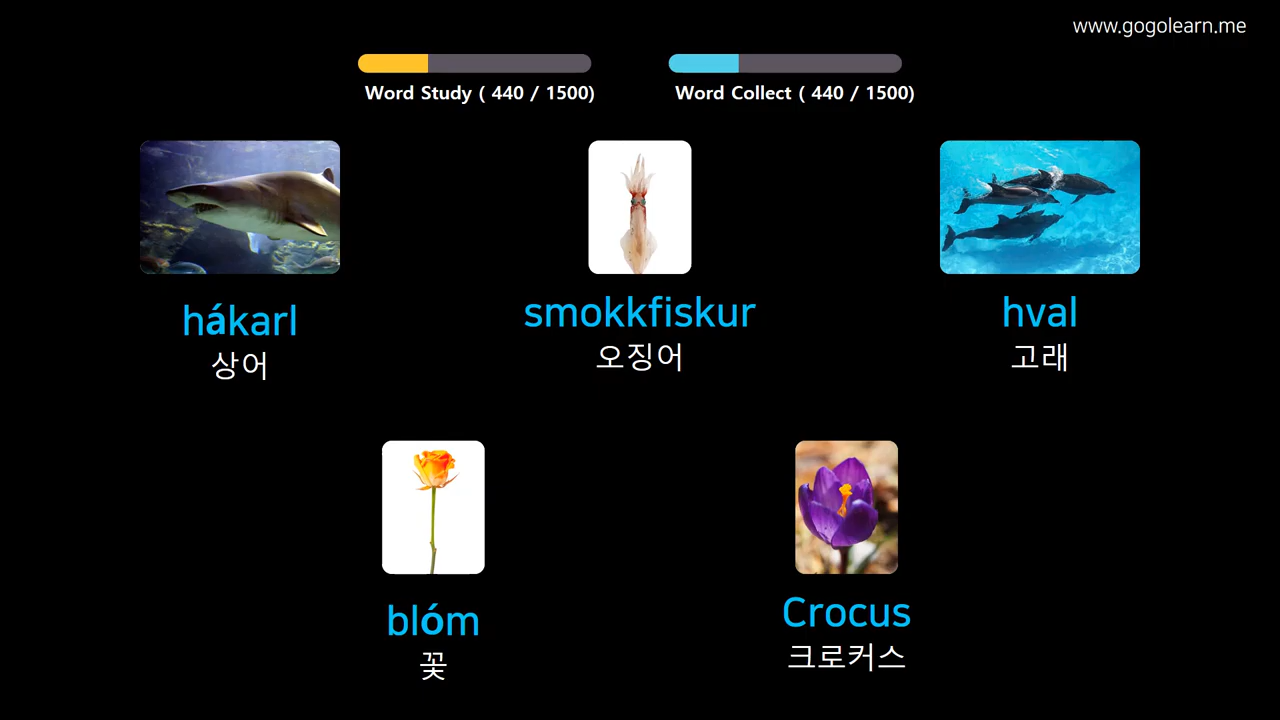 www.gogolearn.me
Word Study ( 440 / 1500)
Word Collect ( 440 / 1500)
hákarl
상어
smokkfiskur
오징어
hval
고래
blóm
꽃
Crocus
크로커스